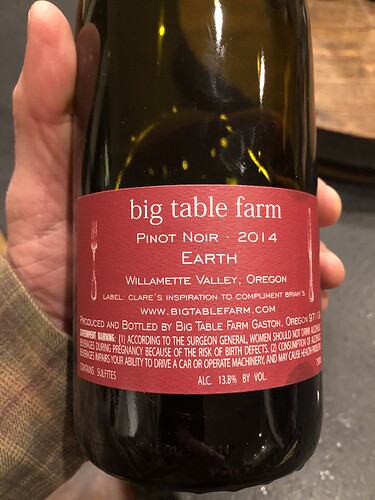 big table farm
Pinot Noir · 2014
Earth
Willamette Valley, Oregon
Label: Clare's inspiration to compliment Brian's
www.bigtablefarm.com
Produced and Bottled by Big Table Farm Gaston, Oregon
GOVERNMENT WARNING: (1) ACCORDING TO THE SURGEON GENERAL, WOMEN SHOULD NOT DRINK ALCOHOLIC
BEVERAGES DURING PREGNANCY BECAUSE OF THE RISK OF BIRTH DEFECTS. (2) CONSUMPTION OF ALCOHOLIC
BEVERAGES IMPAIRS YOUR ABILITY TO DRIVE A CAR OR OPERATE MACHINERY, AND MAY CAUSE HEALTH
CONTAINS SULFITES
ALC. 13.8% BY VOL.